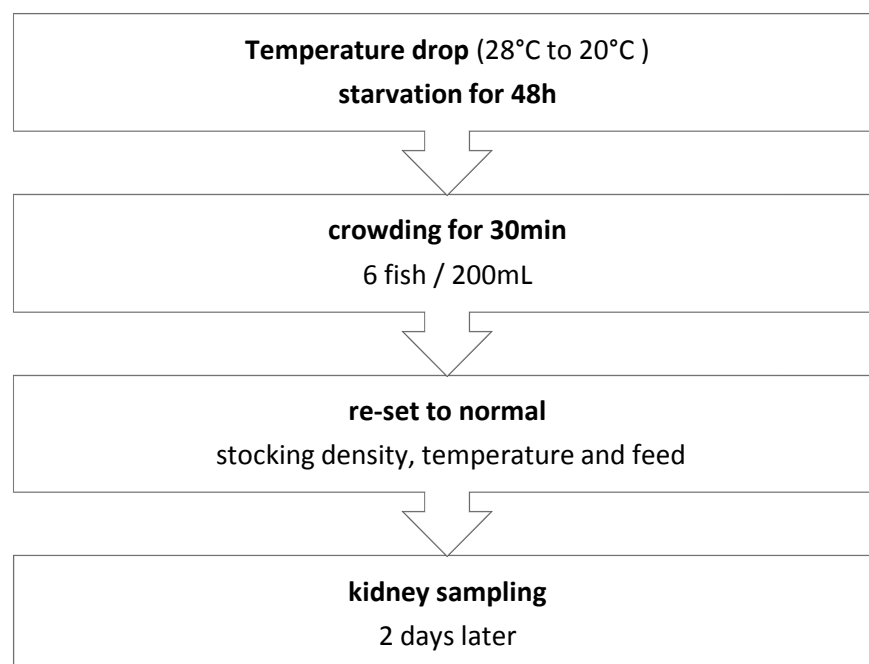 Temperature drop (28°C to 20°C )
starvation for 48h
crowding for 30min
6 fish / 200mL
re-set to normal
stocking density, temperature and feed
kidney sampling
2 days later